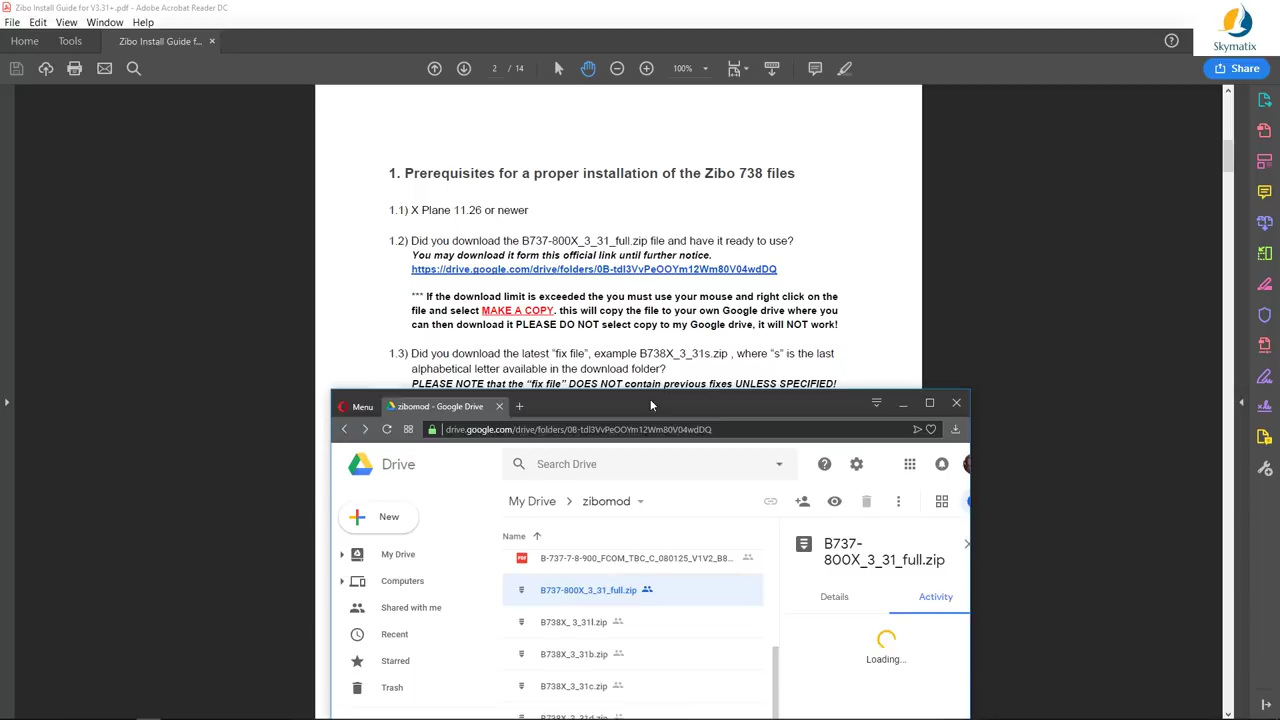 Zibo Install Guide for V3.31+.pdf - Adobe Acrobat Reader DC
File Edit View Window Help
Home Tools Zibo Install Guide f... ×
Skymatix
2 / 14 100%
Share
1. Prerequisites for a proper installation of the Zibo 738 files
1.1) X Plane 11.26 or newer
1.2) Did you download the B737-800X_3_31_full.zip file and have it ready to use?
You may download it form this official link until further notice.
https://drive.google.com/drive/folders/0B-tdl3VvPeOOYm12Wm80V04wdDQ
*** If the download limit is exceeded the you must use your mouse and right click on the
file and select MAKE A COPY. this will copy the file to your own Google drive where you
can then download it PLEASE DO NOT select copy to my Google drive, it will NOT work!
1.3) Did you download the latest "fix file", example B738X_3_31s.zip , where "s" is the last
alphabetical letter available in the download folder?
PLEASE NOTE that the "fix file" DOES NOT contain previous fixes UNLESS SPECIFIED!
Menu zibomod - Google Drive
drive.google.com/drive/folders/0B-tdl3VvPeOOYm12Wm80V04wdDQ
Drive
Search Drive
New
My Drive > zibomod
Name
My Drive
Computers
Shared with me
Recent
Starred
Trash
B-737-7-8-900_FCOM_TBC_C_080125_V1V2_B8...
B737-800X_3_31_full.zip
B738X_ 3_31l.zip
B738X_3_31b.zip
B738X_3_31c.zip
B738X_3_31d.zip
B737-
800X_3_31_full.zip
Details Activity
Loading...